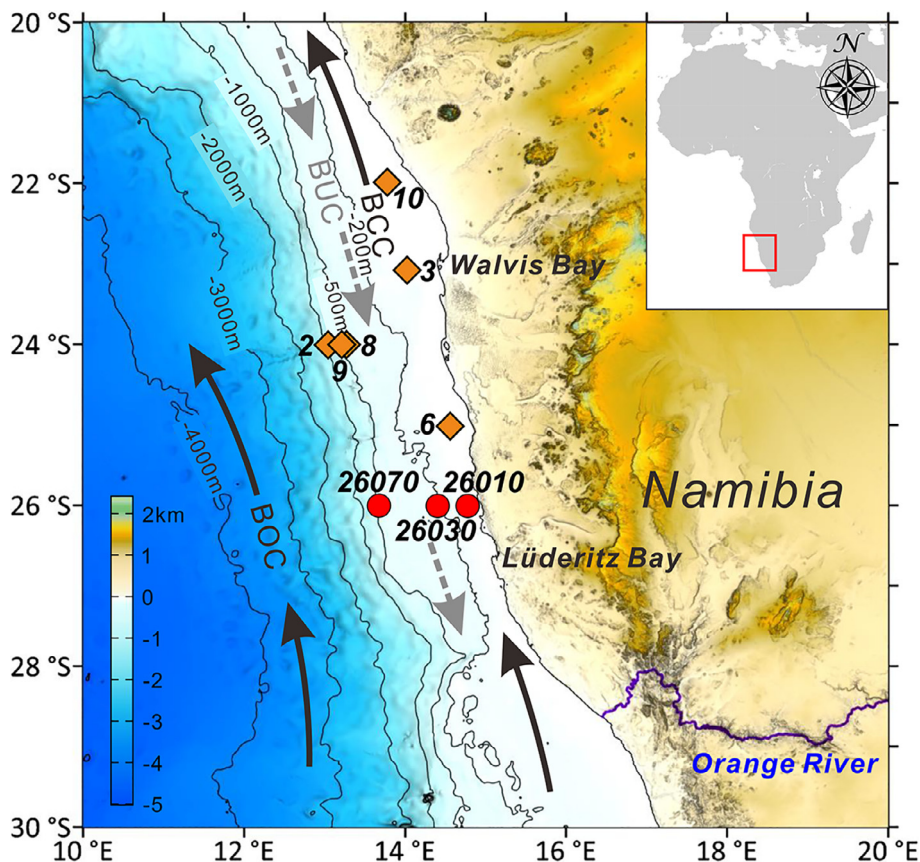 20 °S
22 °S
24 °S
26 °S
28 °S
30 °S
10 °E
12 °E
14 °E
16 °E
18 °E
20 °E
N
-1000m
-2000m
-3000m
-4000m
-500m
-200m
BUC
BCC
BOC
10
3
Walvis Bay
2
8
9
6
26070
26010
26030
Namibia
Lüderitz Bay
Orange River
2km
1
0
-1
-2
-3
-4
-5